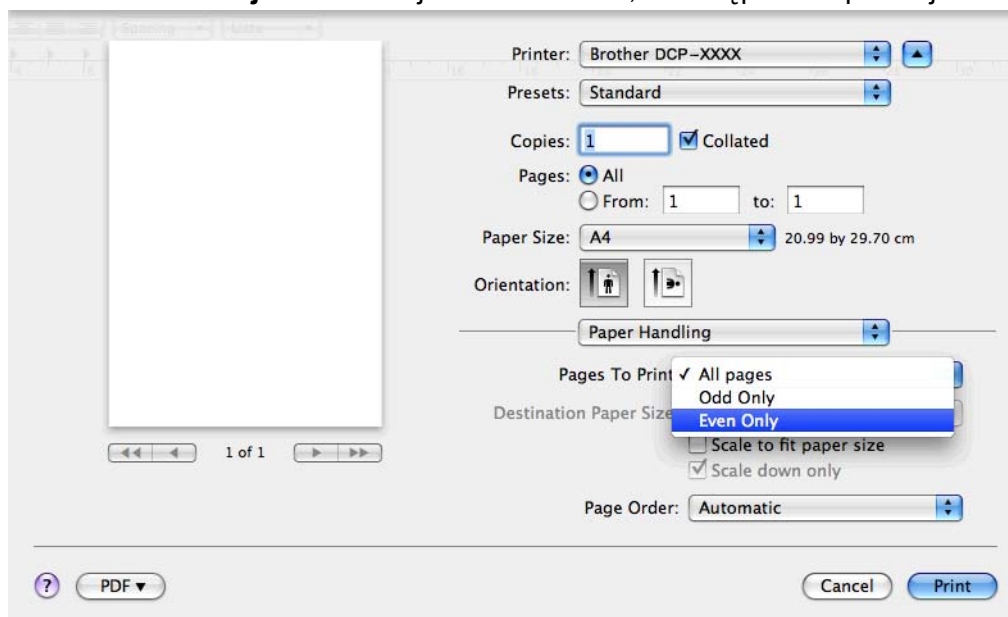 Printer: Brother DCP-XXXX
Presets: Standard
Copies: 1 Collated
Pages: All
From: 1 to: 1
Paper Size: A4 20.99 by 29.70 cm
Orientation:
Paper Handling
Pages To Print
All pages
Odd Only
Even Only
Destination Paper Size
Scale to fit paper size
Scale down only
Page Order: Automatic
1 of 1
? PDF
Cancel Print